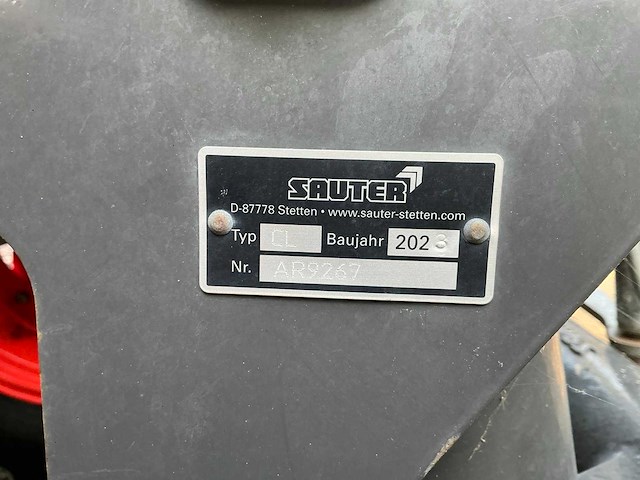 SAUTER
D-87778 Stetten • www.sauter-stetten.com
Typ CL Baujahr 2023
Nr. AR9267